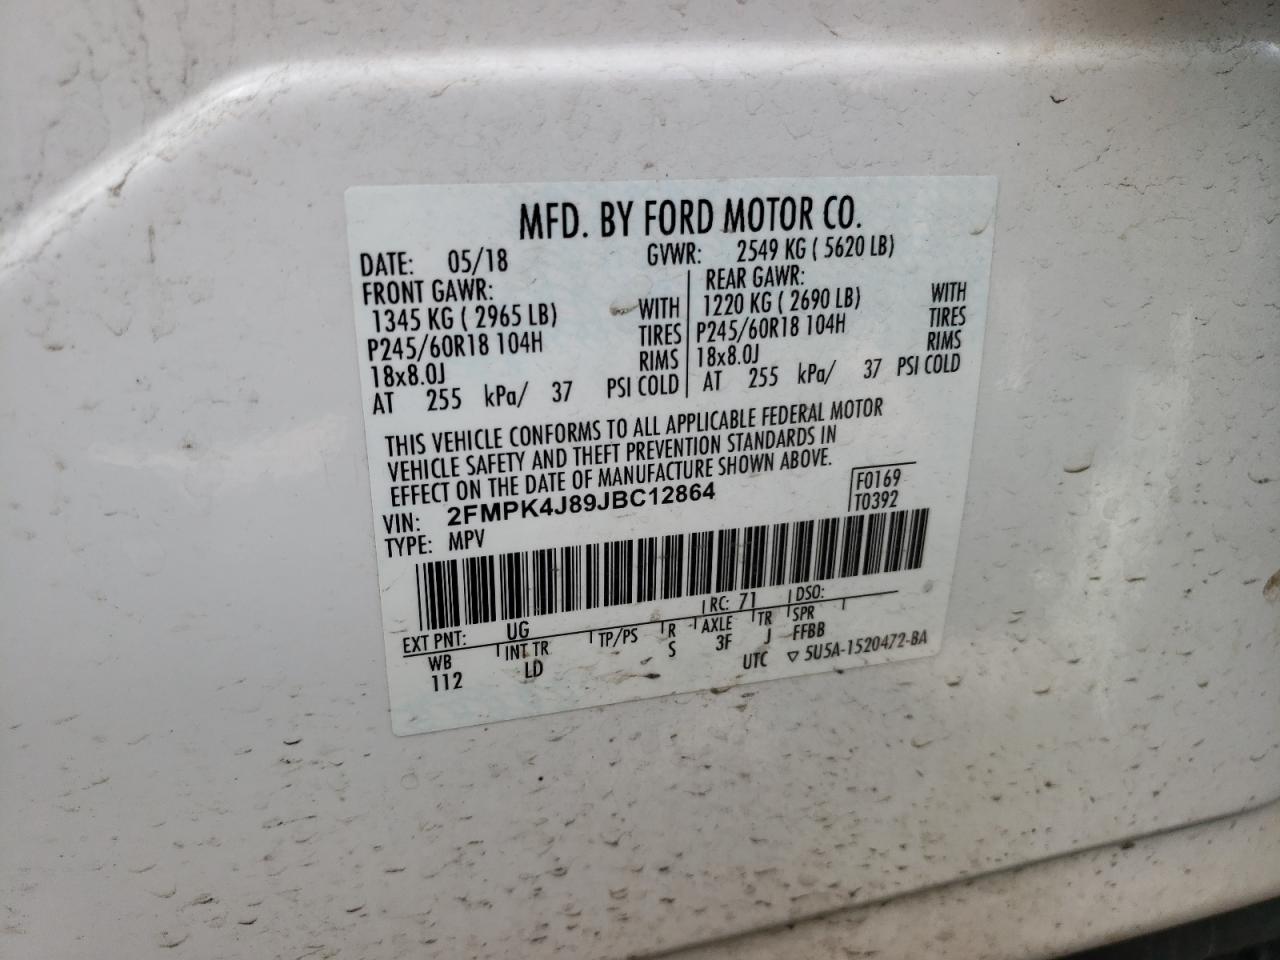 MFD. BY FORD MOTOR CO.
DATE: 05/18 GVWR: 2549 KG ( 5620 LB)
FRONT GAWR: REAR GAWR:
1345 KG ( 2965 LB) WITH 1220 KG ( 2690 LB) WITH
P245/60R18 104H TIRES P245/60R18 104H TIRES
18x8.0J RIMS 18x8.0J RIMS
AT 255 kPa/ 37 PSI COLD AT 255 kPa/ 37 PSI COLD
THIS VEHICLE CONFORMS TO ALL APPLICABLE FEDERAL MOTOR
VEHICLE SAFETY AND THEFT PREVENTION STANDARDS IN
EFFECT ON THE DATE OF MANUFACTURE SHOWN ABOVE.
VIN: 2FMPK4J89JBC12864 F0169
TYPE: MPV T0392
EXT PNT: UG RC: 71 DSO:
WB INT TR TP/PS R AXLE TR SPR
112 LD S 3F J FFBB
UTC ▽ 5U5A-1520472-BA